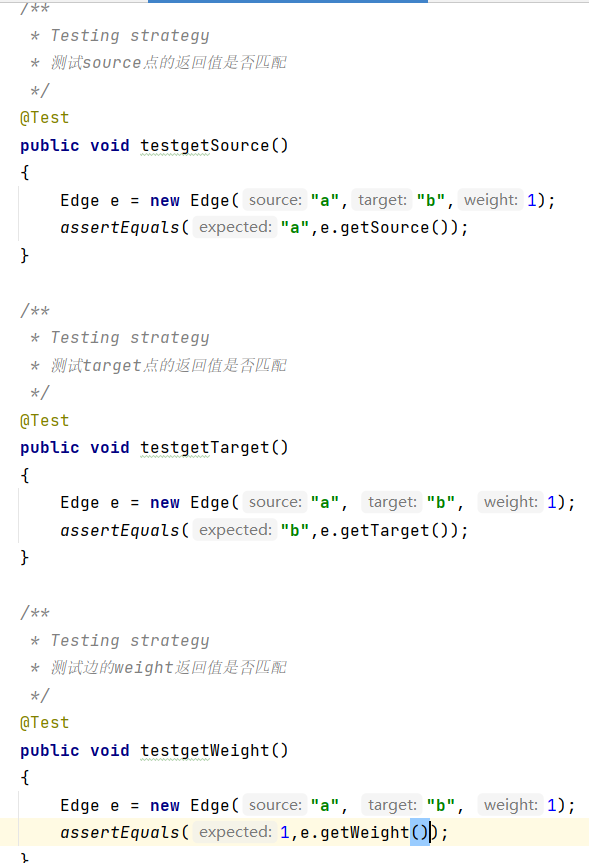 /**
* Testing strategy
* 测试source点的返回值是否匹配
*/
@Test
public void testgetSource()
{
Edge e = new Edge( source: "a", target: "b", weight: 1);
assertEquals( expected: "a",e.getSource());
}
/**
* Testing strategy
* 测试target点的返回值是否匹配
*/
@Test
public void testgetTarget()
{
Edge e = new Edge( source: "a", target: "b", weight: 1);
assertEquals( expected: "b",e.getTarget());
}
/**
* Testing strategy
* 测试边的weight返回值是否匹配
*/
@Test
public void testgetWeight()
{
Edge e = new Edge( source: "a", target: "b", weight: 1);
assertEquals( expected: 1,e.getWeight());
}